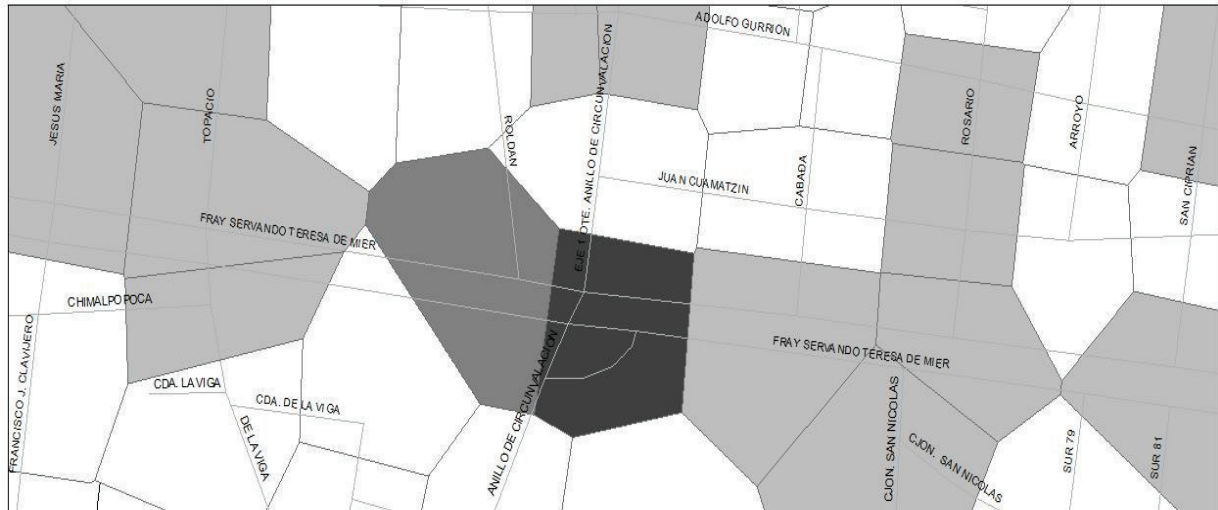 ADOLFO GURRION
JESUS MARIA
TOPACIO
ROLDAN
EJE 1 OTE. ANILLO DE CIRCUNVALACION
ROSARIO
ARROYO
CABADA
JUAN CUAMATZIN
SAN CIPRIAN
FRAY SERVANDO TERESA DE MIER
CHIMALPOPOCA
FRANCISCO J. CLAVIJERO
FRAY SERVANDO TERESA DE MIER
CDA. LA VIGA
CDA. DE LA VIGA
DE LA VIGA
ANILLO DE CIRCUNVALACION
CJON. SAN NICOLAS
CJON. SAN NICOLAS
SUR 79
SUR 81